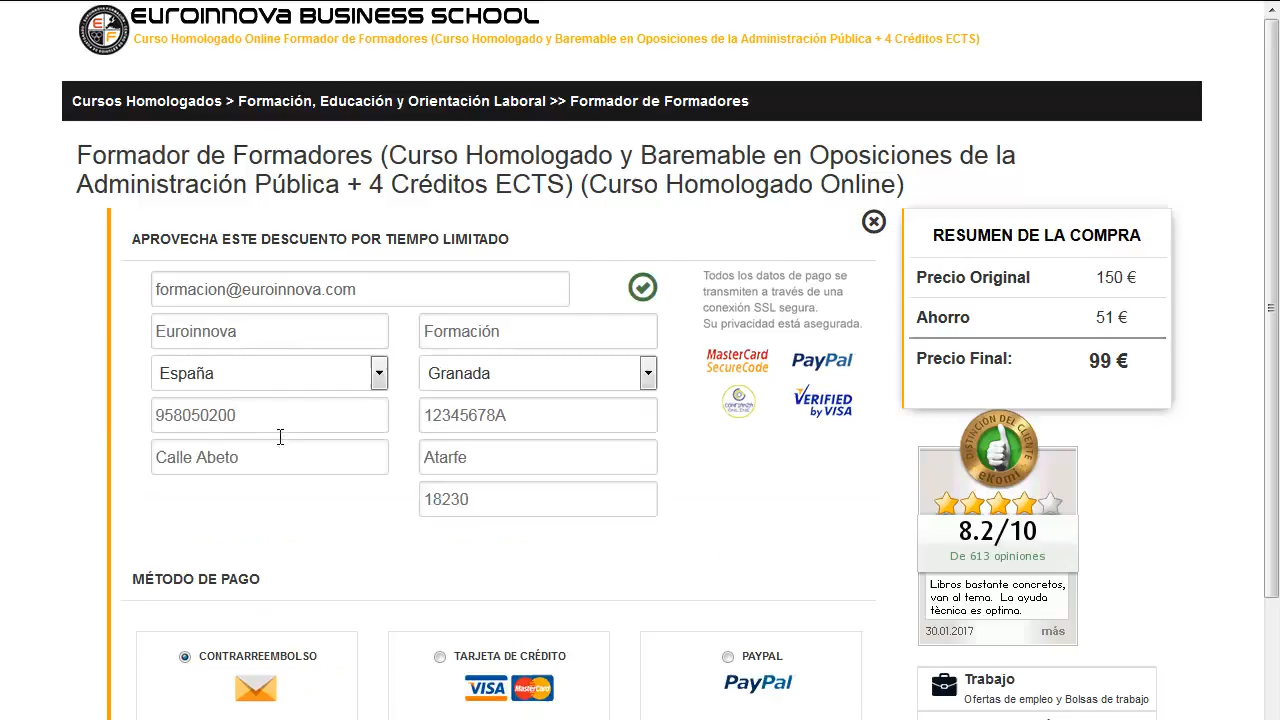 EUROINNOVA BUSINESS SCHOOL
Curso Homologado Online Formador de Formadores (Curso Homologado y Baremable en Oposiciones de la Administración Pública + 4 Créditos ECTS)
Cursos Homologados > Formación, Educación y Orientación Laboral >> Formador de Formadores
Formador de Formadores (Curso Homologado y Baremable en Oposiciones de la
Administración Pública + 4 Créditos ECTS) (Curso Homologado Online)
APROVECHA ESTE DESCUENTO POR TIEMPO LIMITADO
formacion@euroinnova.com
Euroinnova
Formación
España
Granada
958050200
12345678A
Calle Abeto
Atarfe
18230
Todos los datos de pago se
transmiten a través de una
conexión SSL segura.
Su privacidad está asegurada.
MasterCard
SecureCode
PayPal
CONFIANZA
ONLINE
VERIFIED
by VISA
MÉTODO DE PAGO
CONTRARREEMBOLSO
TARJETA DE CRÉDITO
VISA
MasterCard
PAYPAL
PayPal
RESUMEN DE LA COMPRA
Precio Original 150 €
Ahorro 51 €
Precio Final: 99 €
DISTINCIÓN DEL CLIENTE
eKomi
8.2/10
De 613 opiniones
Libros bastante concretos,
van al tema. La ayuda
tècnica es optima.
30.01.2017 más
Trabajo
Ofertas de empleo y Bolsas de trabajo